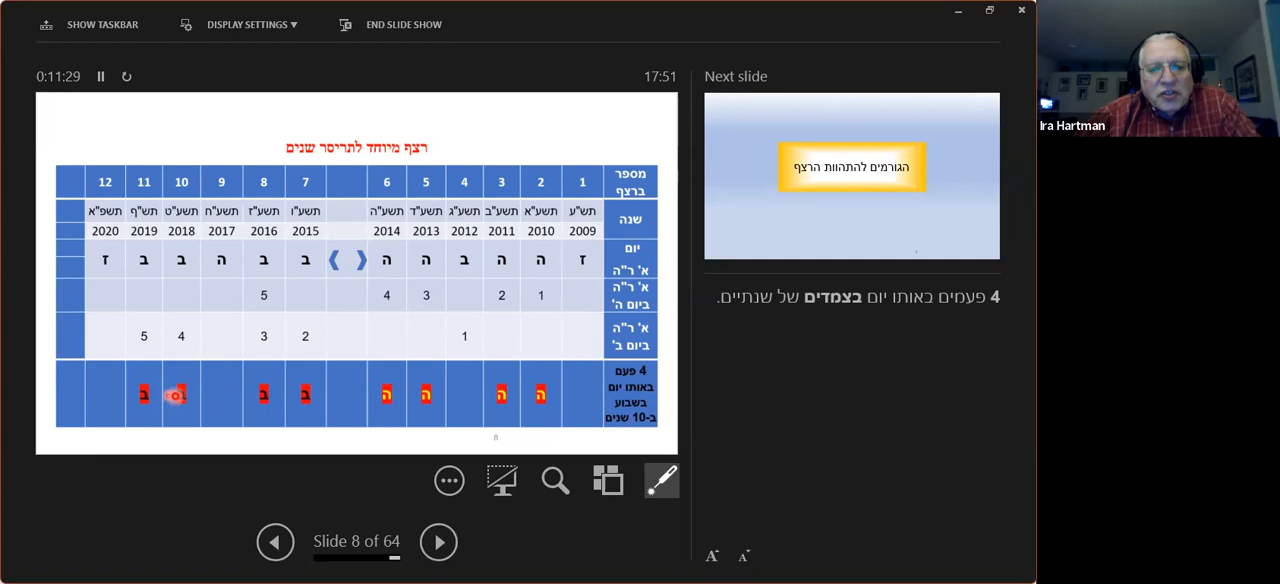 SHOW TASKBAR DISPLAY SETTINGS ▼ END SLIDE SHOW
0:11:29 17:51 Next slide
Ira Hartman
רצף מיוחד לתריסר שנים
מספר ברצף 1 2 3 4 5 6 7 8 9 10 11 12
שנה תש"ע תשע"א תשע"ב תשע"ג תשע"ד תשע"ה תשע"ו תשע"ז תשע"ח תשע"ט תש"ף תשפ"א
2009 2010 2011 2012 2013 2014 2015 2016 2017 2018 2019 2020
יום א' ר"ה ז ה ה ב ה ה ב ב ה ב ב ז
א' ר"ה ביום ה' 1 2 3 4 5
א' ר"ה ביום ב' 1 2 3 4 5
4 פעם באותו יום בשבוע ב-10 שנים ה ה ה ה ב ב ב ב
8
הגורמים להתהוות הרצף
4 פעמים באותו יום בצמדים של שנתיים.
Slide 8 of 64
A A